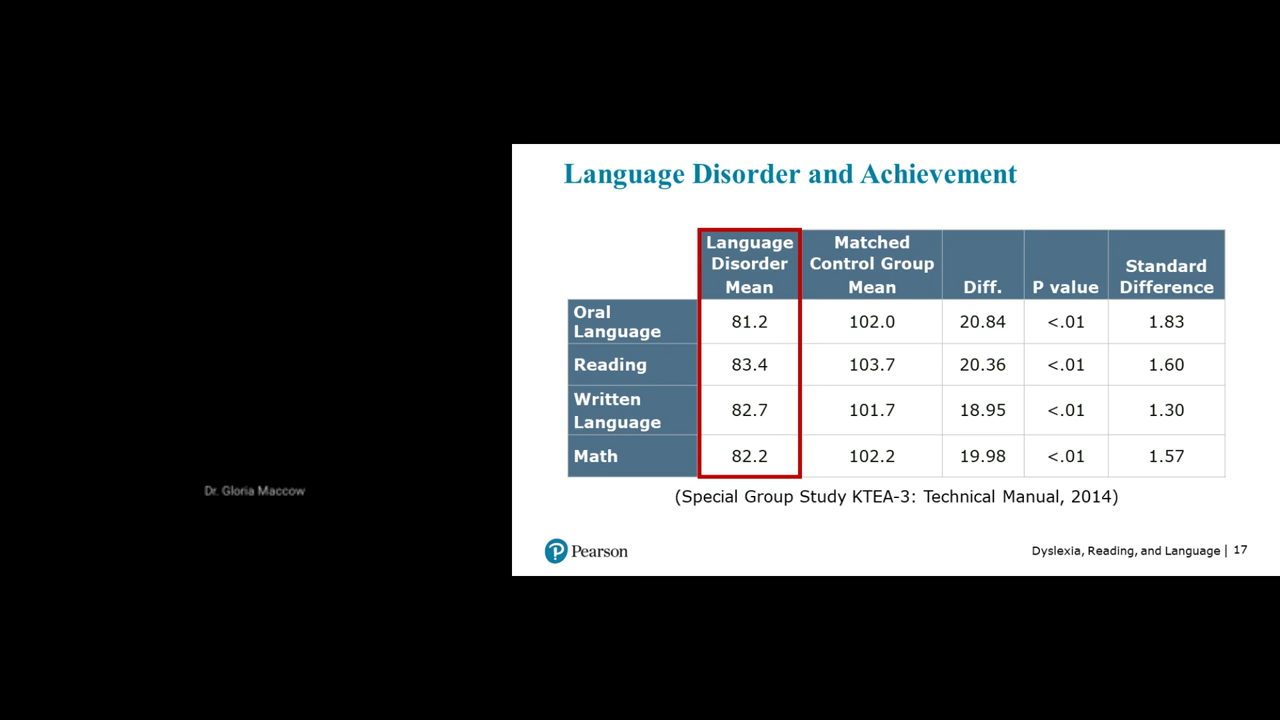 Language Disorder and Achievement
Language Disorder Mean Matched Control Group Mean Diff. P value Standard Difference
Oral Language 81.2 102.0 20.84 <.01 1.83
Reading 83.4 103.7 20.36 <.01 1.60
Written Language 82.7 101.7 18.95 <.01 1.30
Math 82.2 102.2 19.98 <.01 1.57
(Special Group Study KTEA-3: Technical Manual, 2014)
Pearson
Dyslexia, Reading, and Language | 17
Dr. Gloria Maccow